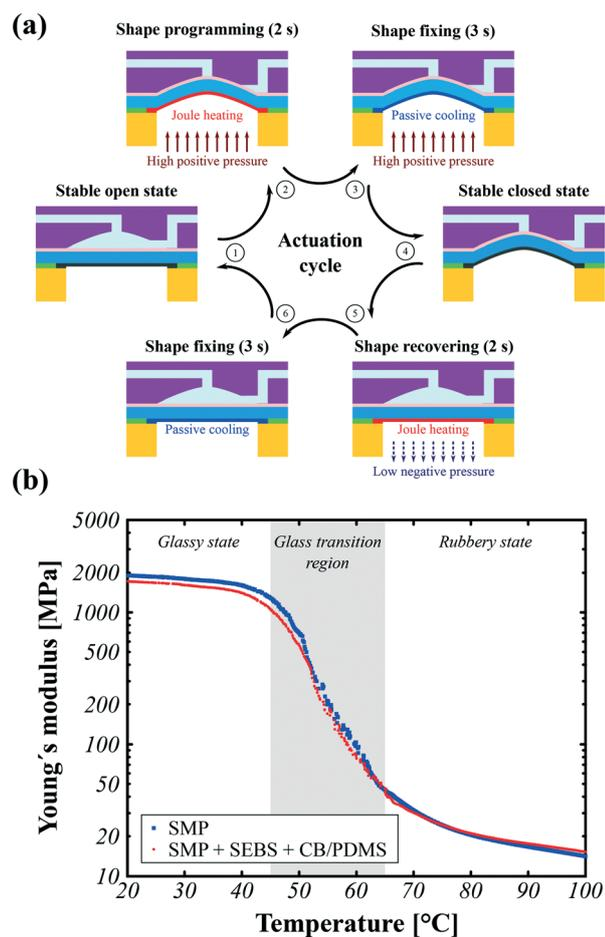 (a)
Shape programming (2 s)
Shape fixing (3 s)
Joule heating
Passive cooling
High positive pressure
High positive pressure
Stable open state
Stable closed state
②
③
Actuation
cycle
①
④
⑥
⑤
Shape fixing (3 s)
Shape recovering (2 s)
Passive cooling
Joule heating
Low negative pressure
(b)
Young´s modulus [MPa]
5000
2000
1000
500
200
100
50
20
10
Glassy state
Glass transition
region
Rubbery state
SMP
SMP + SEBS + CB/PDMS
20
30
40
50
60
70
80
90
100
Temperature [°C]